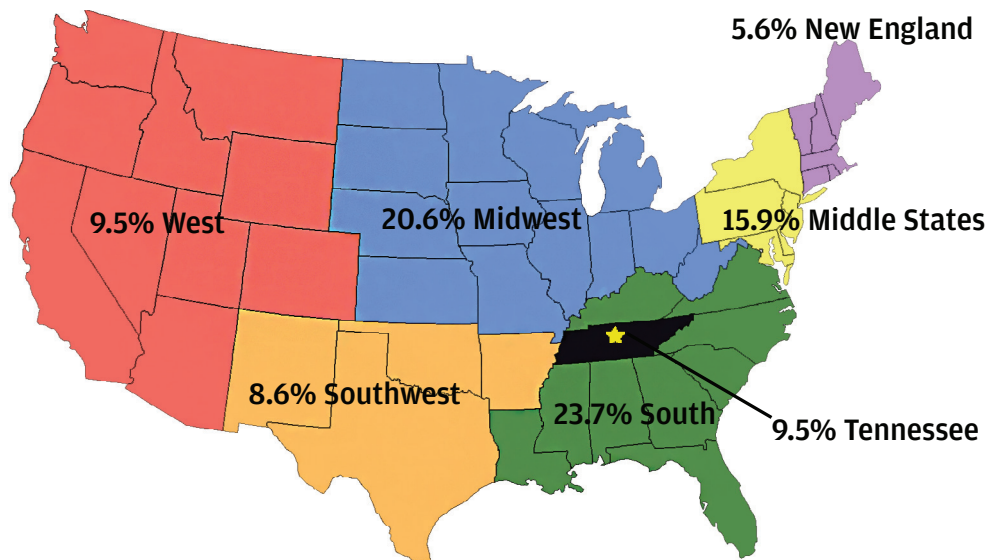 5.6% New England
9.5% West
20.6% Midwest
15.9% Middle States
8.6% Southwest
23.7% South
9.5% Tennessee